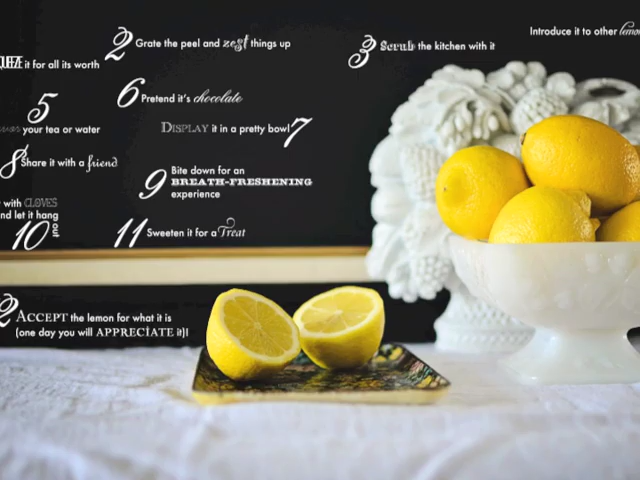 it for all its worth
2 Grate the peel and zest things up
3 Scrub the kitchen with it
Introduce it to other
5
your tea or water
6 Pretend it's chocolate
DISPLAY it in a pretty bowl 7
8 Share it with a friend
9 Bite down for an
BREATH-FRESHENING
experience
with CLOVES
nd let it hang
out
10
11 Sweeten it for a Treat
2 ACCEPT the lemon for what it is
(one day you will APPRECIATE it)!